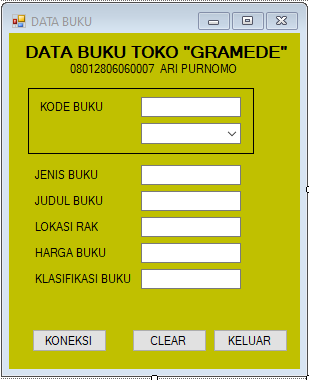 DATA BUKU
DATA BUKU TOKO "GRAMEDE"
08012806060007 ARI PURNOMO
KODE BUKU
JENIS BUKU
JUDUL BUKU
LOKASI RAK
HARGA BUKU
KLASIFIKASI BUKU
KONEKSI CLEAR KELUAR